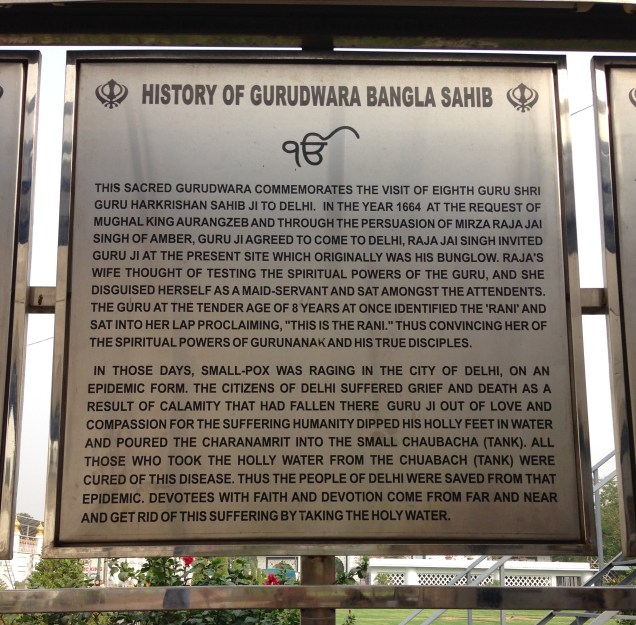 HISTORY OF GURUDWARA BANGLA SAHIB
ੴ
THIS SACRED GURUDWARA COMMEMORATES THE VISIT OF EIGHTH GURU SHRI
GURU HARKRISHAN SAHIB JI TO DELHI. IN THE YEAR 1664 AT THE REQUEST OF
MUGHAL KING AURANGZEB AND THROUGH THE PERSUASION OF MIRZA RAJA JAI
SINGH OF AMBER, GURU JI AGREED TO COME TO DELHI, RAJA JAI SINGH INVITED
GURU JI AT THE PRESENT SITE WHICH ORIGINALLY WAS HIS BUNGLOW. RAJA'S
WIFE THOUGHT OF TESTING THE SPIRITUAL POWERS OF THE GURU, AND SHE
DISGUISED HERSELF AS A MAID-SERVANT AND SAT AMONGST THE ATTENDENTS.
THE GURU AT THE TENDER AGE OF 8 YEARS AT ONCE IDENTIFIED THE 'RANI' AND
SAT INTO HER LAP PROCLAIMING, "THIS IS THE RANI." THUS CONVINCING HER OF
THE SPIRITUAL POWERS OF GURUNANAK AND HIS TRUE DISCIPLES.
IN THOSE DAYS, SMALL-POX WAS RAGING IN THE CITY OF DELHI, ON AN
EPIDEMIC FORM. THE CITIZENS OF DELHI SUFFERED GRIEF AND DEATH AS A
RESULT OF CALAMITY THAT HAD FALLEN THERE GURU JI OUT OF LOVE AND
COMPASSION FOR THE SUFFERING HUMANITY DIPPED HIS HOLLY FEET IN WATER
AND POURED THE CHARANAMRIT INTO THE SMALL CHAUBACHA (TANK). ALL
THOSE WHO TOOK THE HOLLY WATER FROM THE CHUABACH (TANK) WERE
CURED OF THIS DISEASE. THUS THE PEOPLE OF DELHI WERE SAVED FROM THAT
EPIDEMIC. DEVOTEES WITH FAITH AND DEVOTION COME FROM FAR AND NEAR
AND GET RID OF THIS SUFFERING BY TAKING THE HOLY WATER.